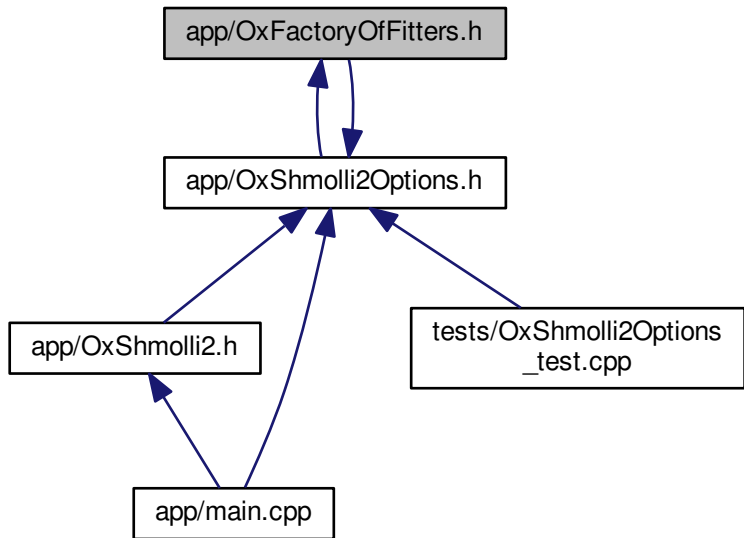 app/OxFactoryOfFitters.h
app/OxShmolli2Options.h
app/OxShmolli2.h
tests/OxShmolli2Options
_test.cpp
app/main.cpp